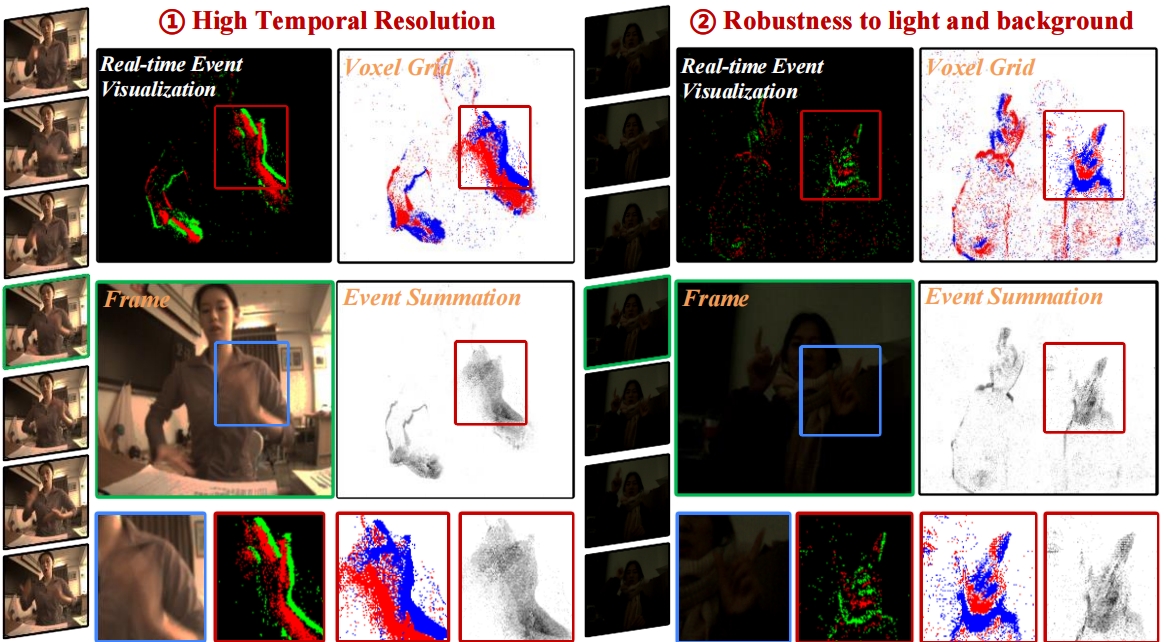 ① High Temporal Resolution
Real-time Event
Visualization
Voxel Grid
Frame
Event Summation
② Robustness to light and background
Real-time Event
Visualization
Voxel Grid
Frame
Event Summation